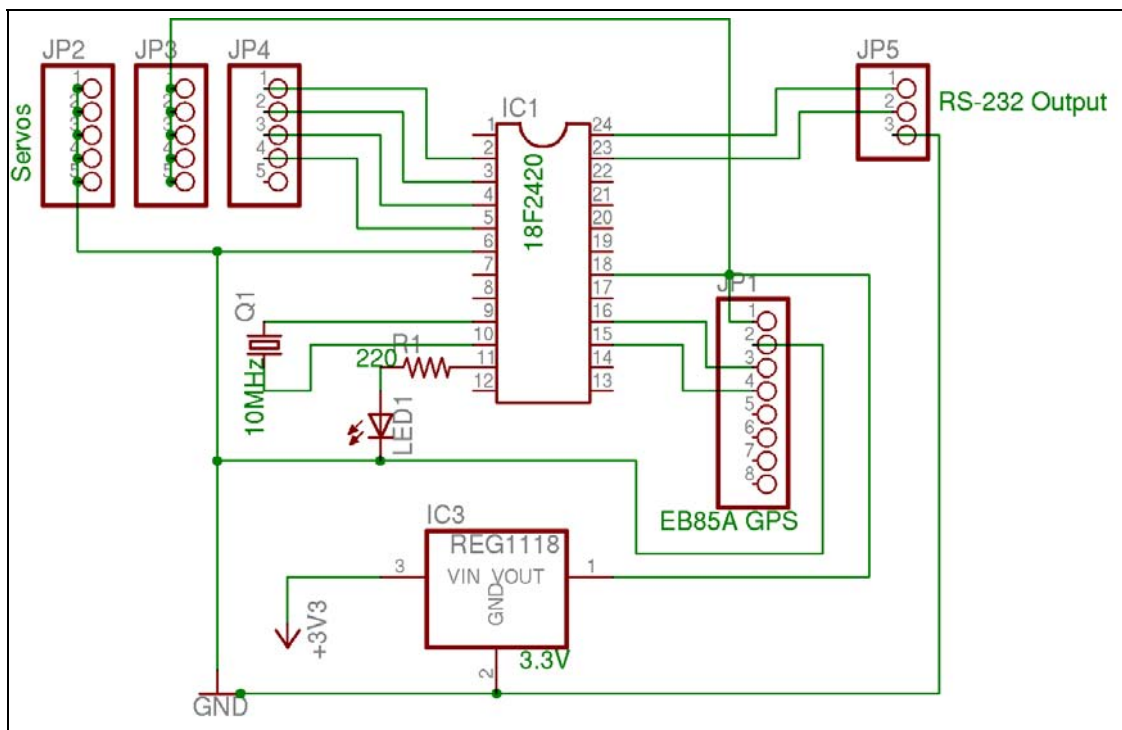 JP2
JP3
JP4
JP5
Servos
1
2
3
4
5
1
2
3
4
5
1
2
3
4
5
1
2
3
RS-232 Output
IC1
18F2420
1
2
3
4
5
6
7
8
9
10
11
12
24
23
22
21
20
19
18
17
16
15
14
13
Q1
10MHz
R1
220
LED1
JP1
1
2
3
4
5
6
7
8
EB85A GPS
IC3
REG1118
3
VIN VOUT
1
GND
2
3.3V
+3V3
GND